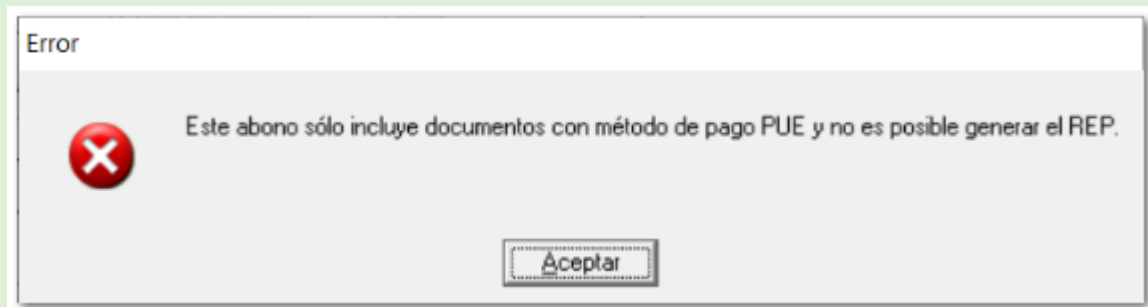 Error
Este abono sólo incluye documentos con método de pago PUE y no es posible generar el REP.
Aceptar